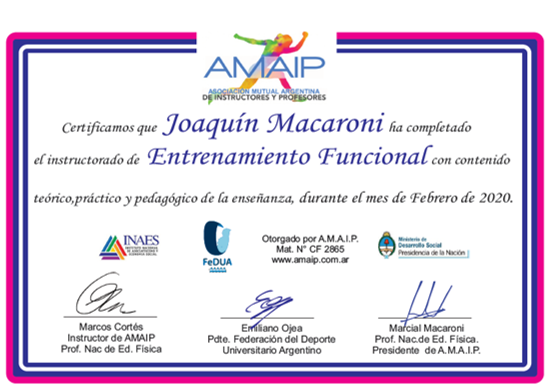 AMAIP
ASOCIACIÓN MUTUAL ARGENTINA
DE INSTRUCTORES Y PROFESORES
Certificamos que Joaquín Macaroni ha completado
el instructorado de Entrenamiento Funcional con contenido
teórico,práctico y pedagógico de la enseñanza, durante el mes de Febrero de 2020.
INAES
INSTITUTO NACIONAL
DE ASOCIATIVISMO Y
ECONOMÍA SOCIAL
FeDUA
Otorgado por A.M.A.I.P.
Mat. N° CF 2865
www.amaip.com.ar
Ministerio de
Desarrollo Social
Presidencia de la Nación
Marcos Cortés
Instructor de AMAIP
Prof. Nac de Ed. Física
Emiliano Ojea
Pdte. Federación del Deporte
Universitario Argentino
Marcial Macaroni
Prof. Nac.de Ed. Física.
Presidente de A.M.A.I.P.